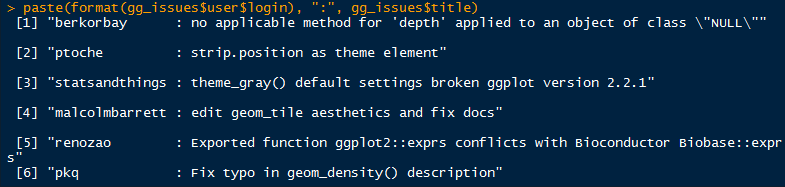 > paste(format(gg_issues$user$login), ":", gg_issues$title)
[1] "berkorbay      : no applicable method for 'depth' applied to an object of class \"NULL\""
[2] "ptoche         : strip.position as theme element"
[3] "statsandthings : theme_gray() default settings broken ggplot version 2.2.1"
[4] "malcolmbarrett : edit geom_tile aesthetics and fix docs"
[5] "renozao        : Exported function ggplot2::exprs conflicts with Bioconductor Biobase::expr
s"
[6] "pkq            : Fix typo in geom_density() description"